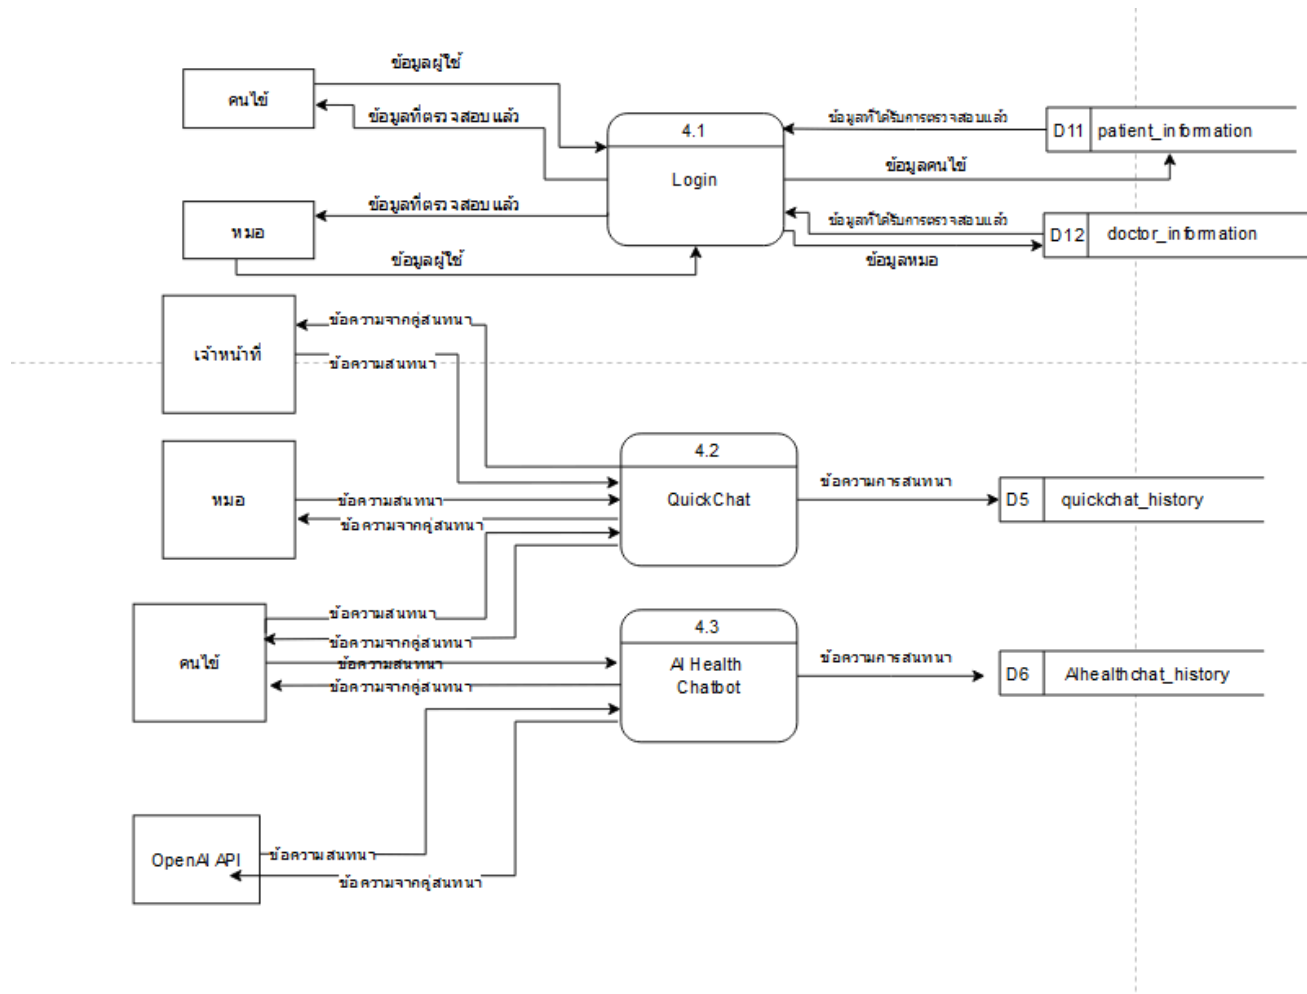 ข้อมูลผู้ใช้
คนไข้
ข้อมูลที่ตรวจสอบแล้ว
4.1
Login
ข้อมูลที่ได้รับการตรวจสอบแล้ว
D11 patient_information
ข้อมูลคนไข้
ข้อมูลที่ตรวจสอบแล้ว
หมอ
ข้อมูลผู้ใช้
ข้อมูลที่ได้รับการตรวจสอบแล้ว
D12 doctor_information
ข้อมูลหมอ
ข้อความจากคู่สนทนา
เจ้าหน้าที่
ข้อความสนทนา
4.2
QuickChat
ข้อความการสนทนา
D5 quickchat_history
หมอ
ข้อความสนทนา
ข้อความจากคู่สนทนา
ข้อความสนทนา
ข้อความจากคู่สนทนา
คนไข้
ข้อความสนทนา
ข้อความจากคู่สนทนา
4.3
AI Health
Chatbot
ข้อความการสนทนา
D6 AIhealthchat_history
OpenAI API
ข้อความสนทนา
ข้อความจากคู่สนทนา